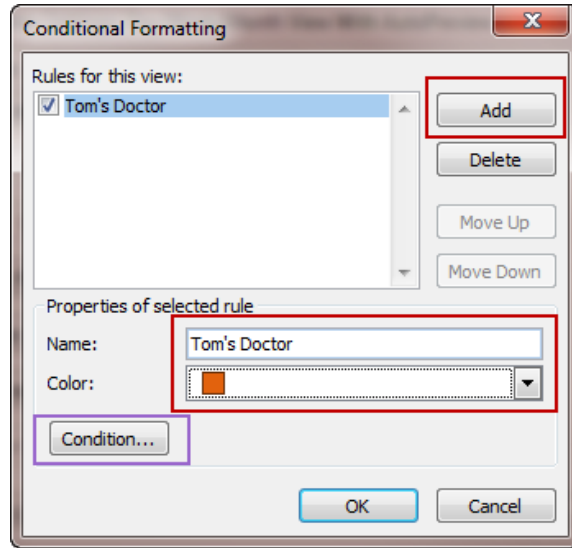 Conditional Formatting
Rules for this view:
Tom's Doctor
Add
Delete
Move Up
Move Down
Properties of selected rule
Name: Tom's Doctor
Color:
Condition...
OK Cancel